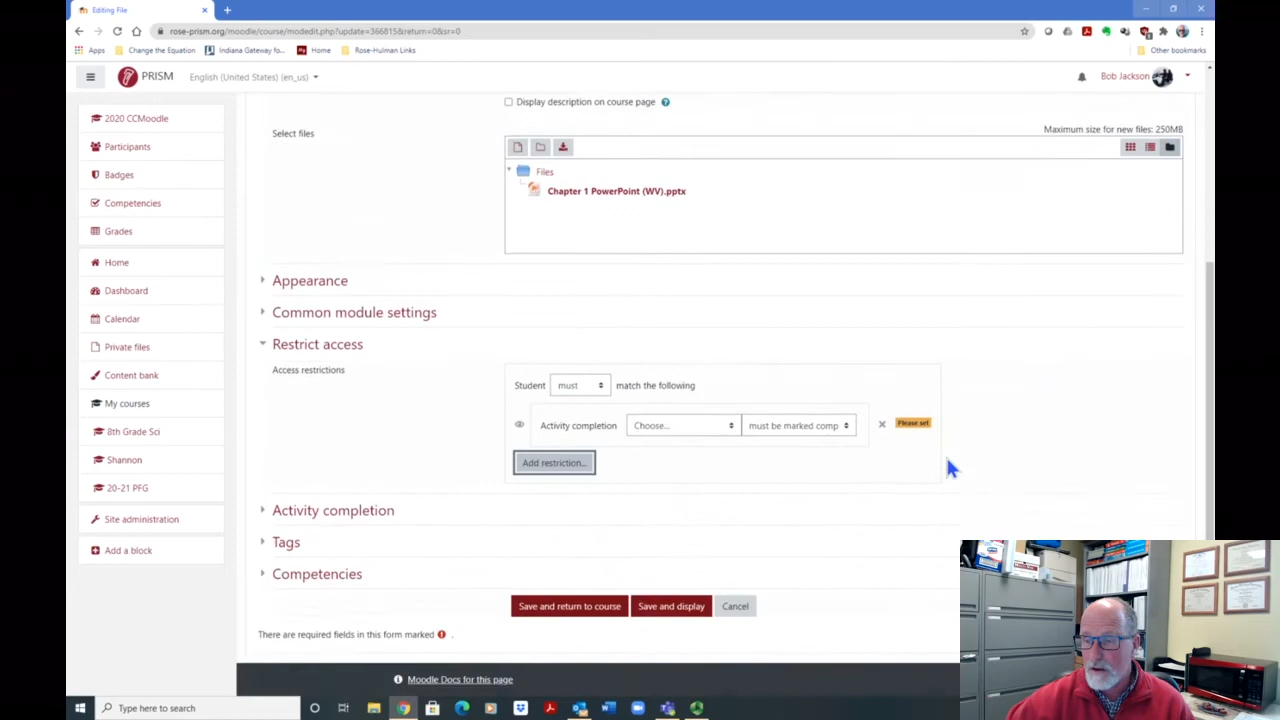 Editing File
rose-prism.org/moodle/course/modedit.php?update=366815&return=0&sr=0
Apps
Change the Equation
Indiana Gateway fo...
Home
Rose-Hulman Links
Other bookmarks
PRISM
English (United States) (en_us)
Bob Jackson
2020 CCMoodle
Participants
Badges
Competencies
Grades
Home
Dashboard
Calendar
Private files
Content bank
My courses
8th Grade Sci
Shannon
20-21 PFG
Site administration
Add a block
Display description on course page
Select files
Maximum size for new files: 250MB
Files
Chapter 1 PowerPoint (WV).pptx
Appearance
Common module settings
Restrict access
Access restrictions
Student must match the following
Activity completion Choose... must be marked comp Please set
Add restriction...
Activity completion
Tags
Competencies
Save and return to course Save and display Cancel
There are required fields in this form marked .
Moodle Docs for this page
Type here to search